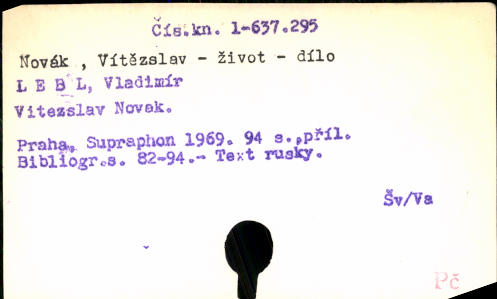 Čís.kn. 1-637.295
Novák , Vítězslav - život - dílo
L E B L, Vladimír
Vitezslav Novak.
Praha, Supraphon 1969. 94 s.,příl.
Bibliogr.s. 82-94.- Text rusky.
Šv/Va
Pč